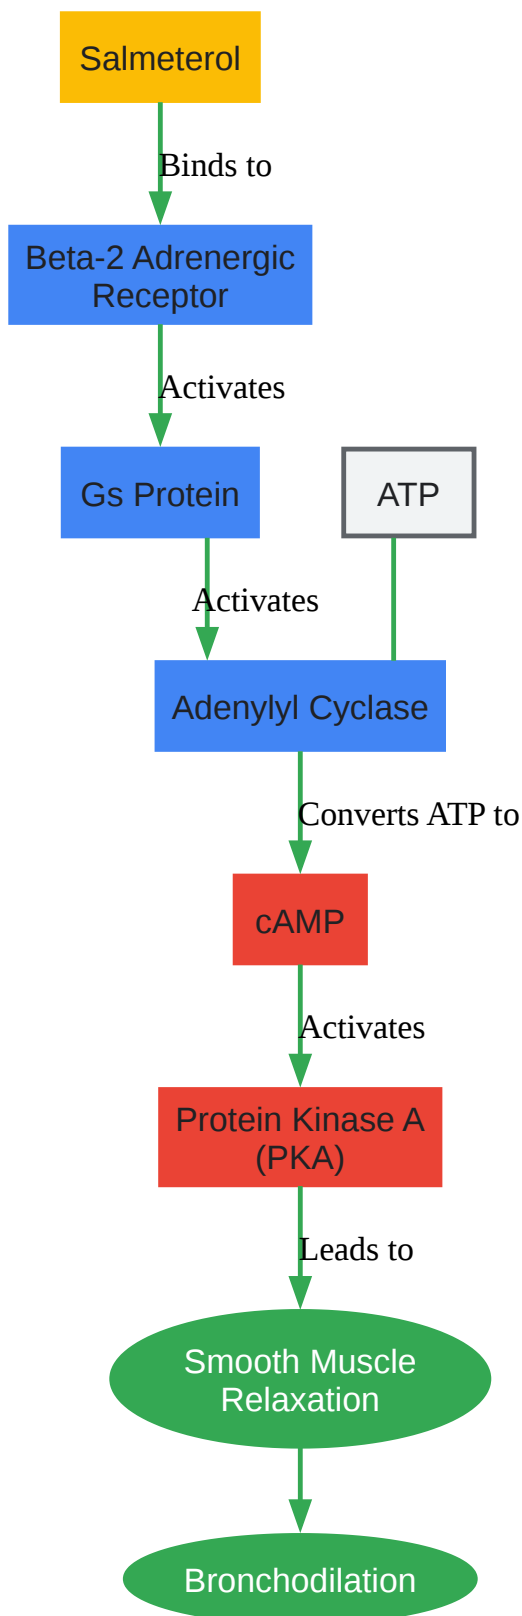 Salmeterol
Binds to
Beta-2 Adrenergic
Receptor
Activates
Gs Protein
ATP
Activates
Adenylyl Cyclase
Converts ATP to
cAMP
Activates
Protein Kinase A
(PKA)
Leads to
Smooth Muscle
Relaxation
Bronchodilation